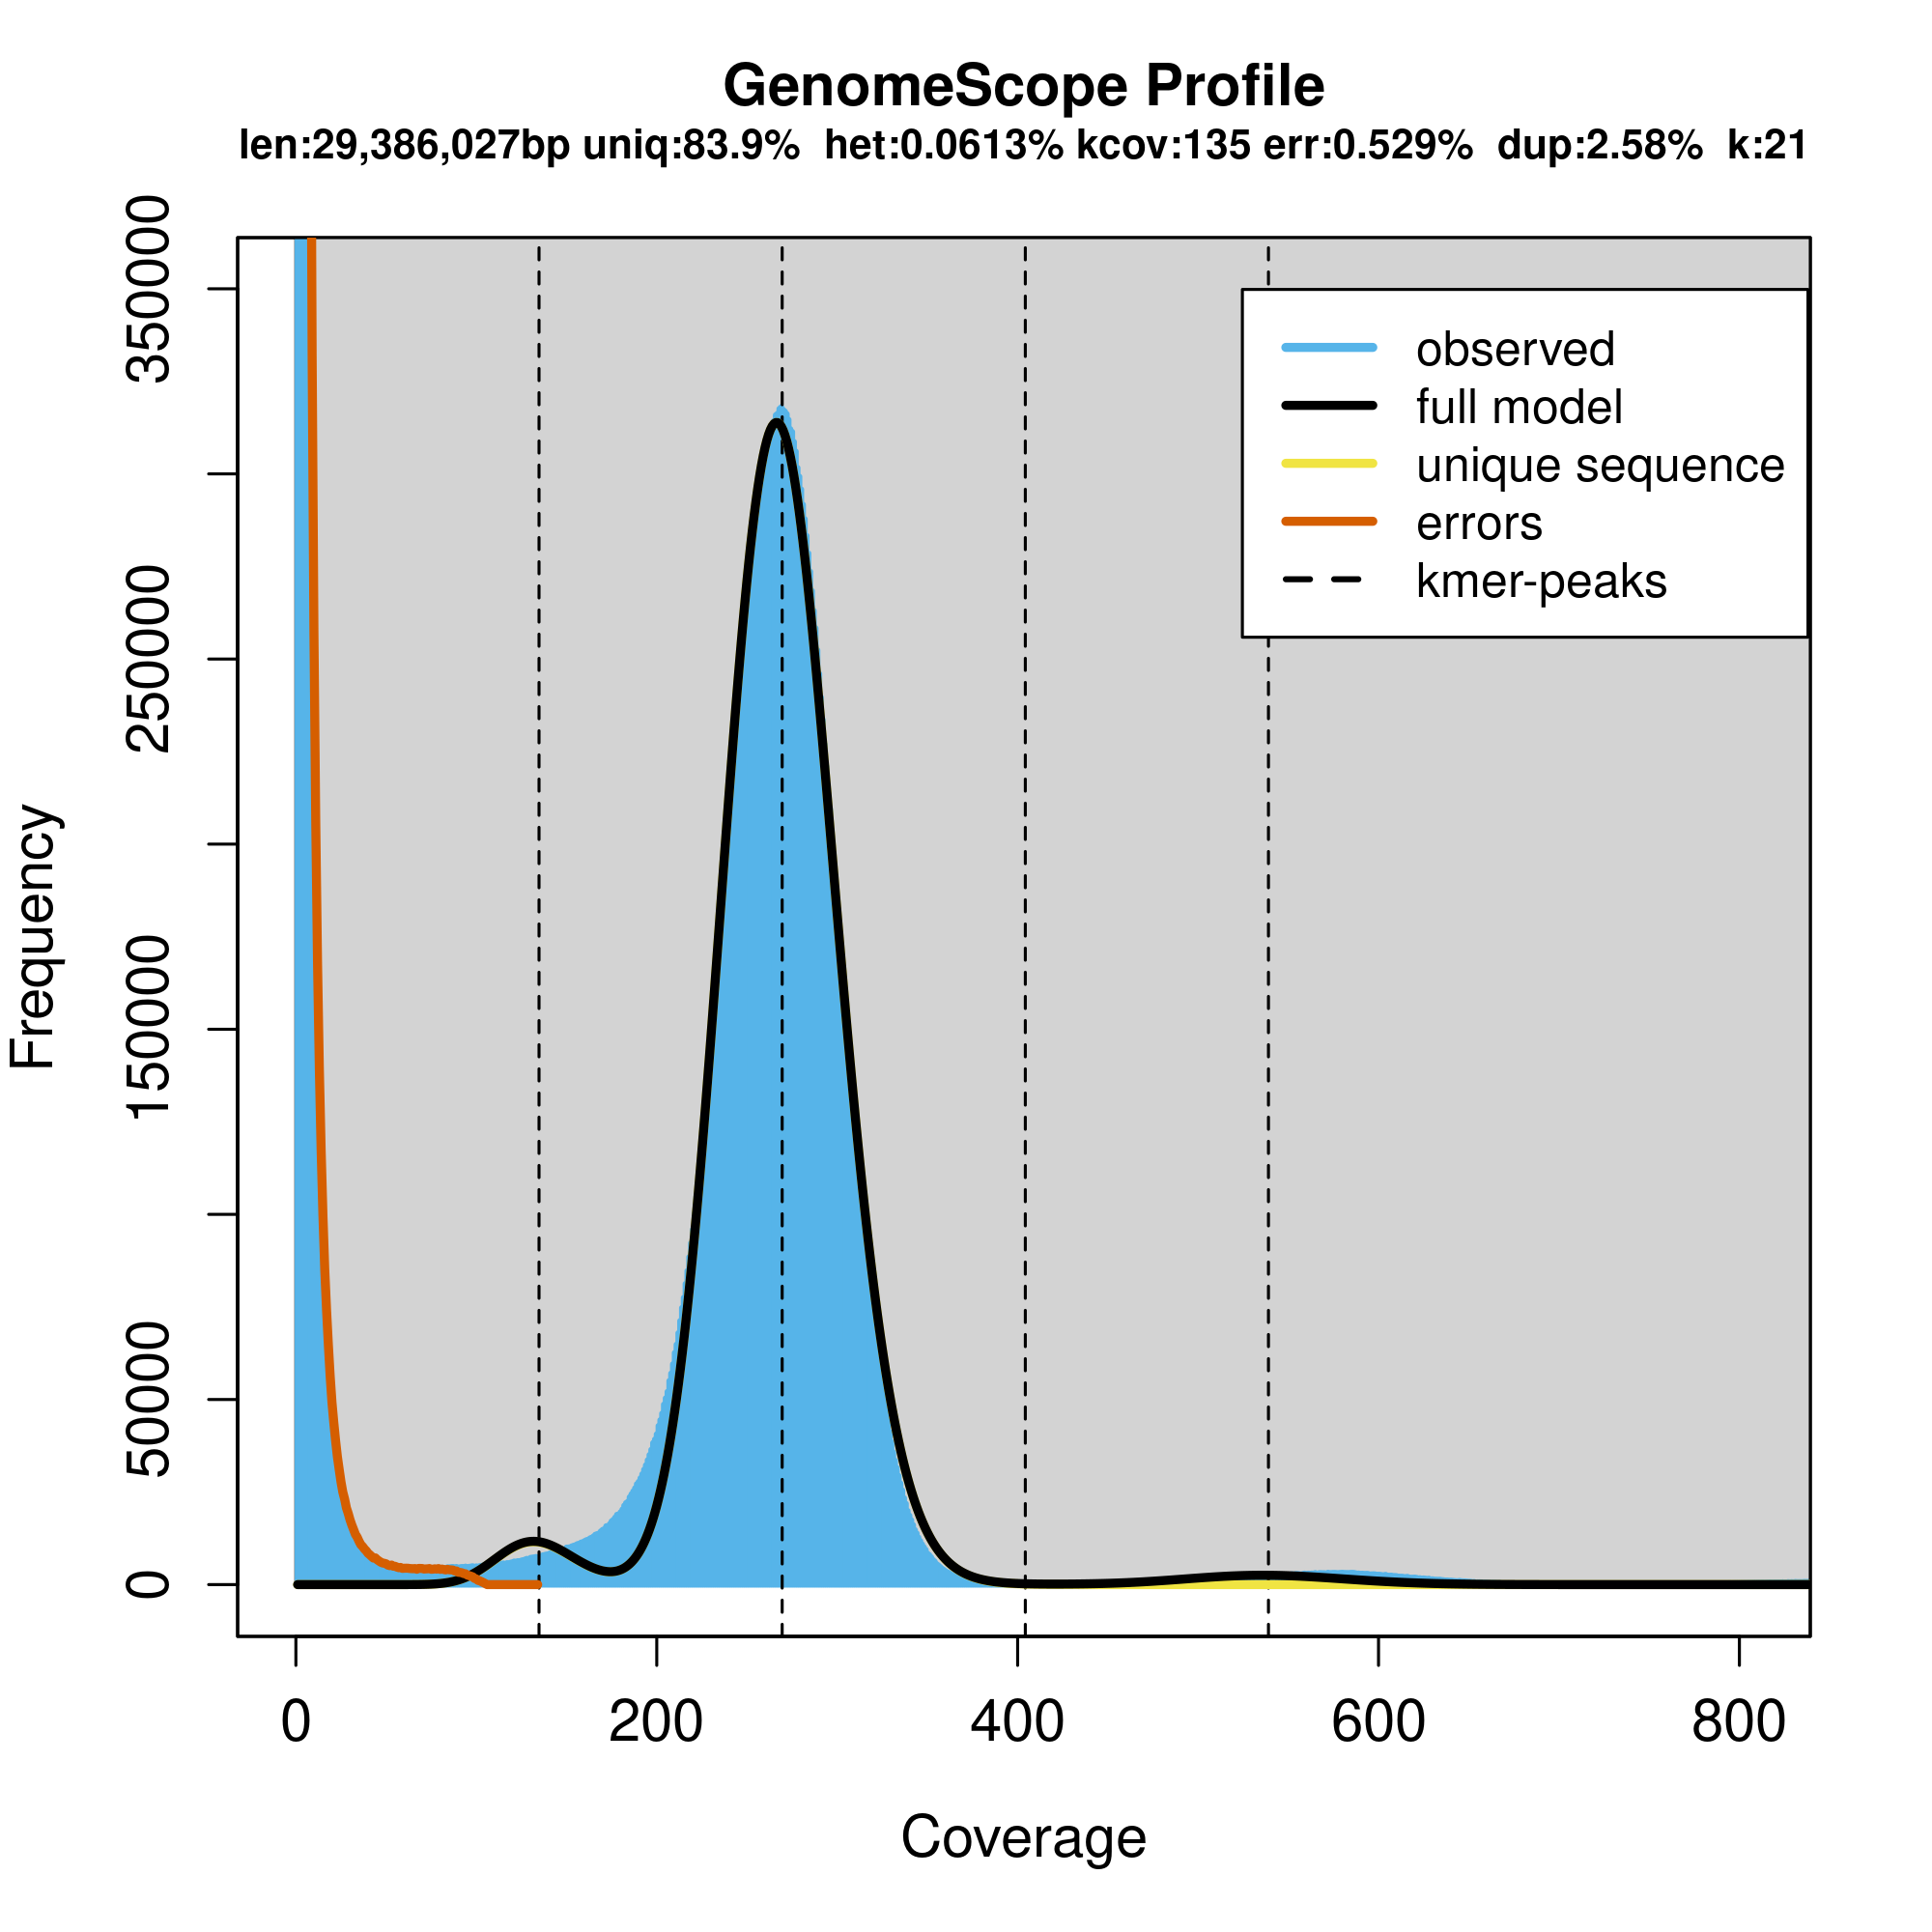 GenomeScope Profile
len:29,386,027bp uniq:83.9% het:0.0613% kcov:135 err:0.529% dup:2.58% k:21
350000
250000
150000
50000
0
Frequency
observed
full model
unique sequence
errors
kmer-peaks
0 200 400 600 800
Coverage